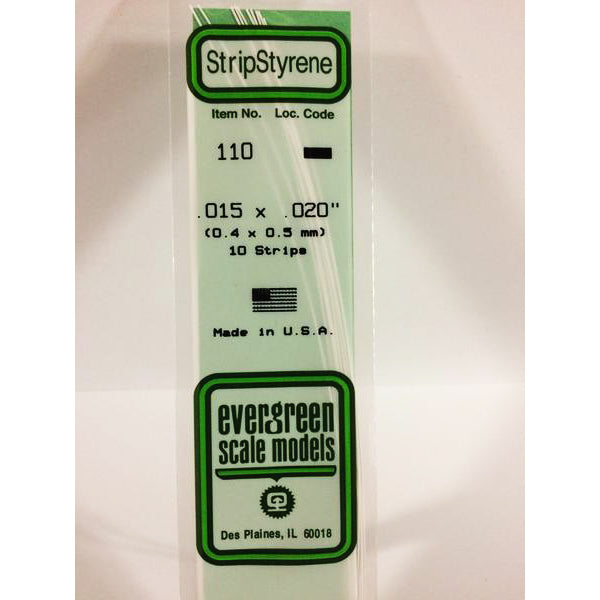 StripStyrene
Item No. Loc. Code
110
.015 x .020"
(0.4 x 0.5 mm)
10 Strips
Made in U.S.A.
evergreen
scale models
Des Plaines, IL 60018